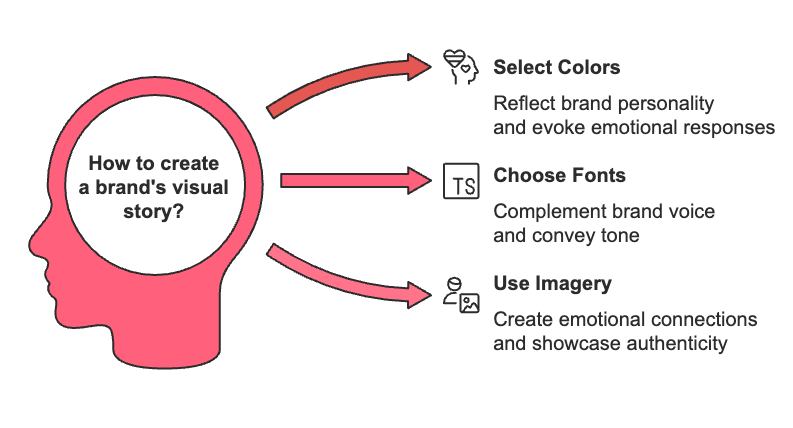 How to create
a brand's visual
story?
Select Colors
Reflect brand personality
and evoke emotional responses
TS
Choose Fonts
Complement brand voice
and convey tone
Use Imagery
Create emotional connections
and showcase authenticity